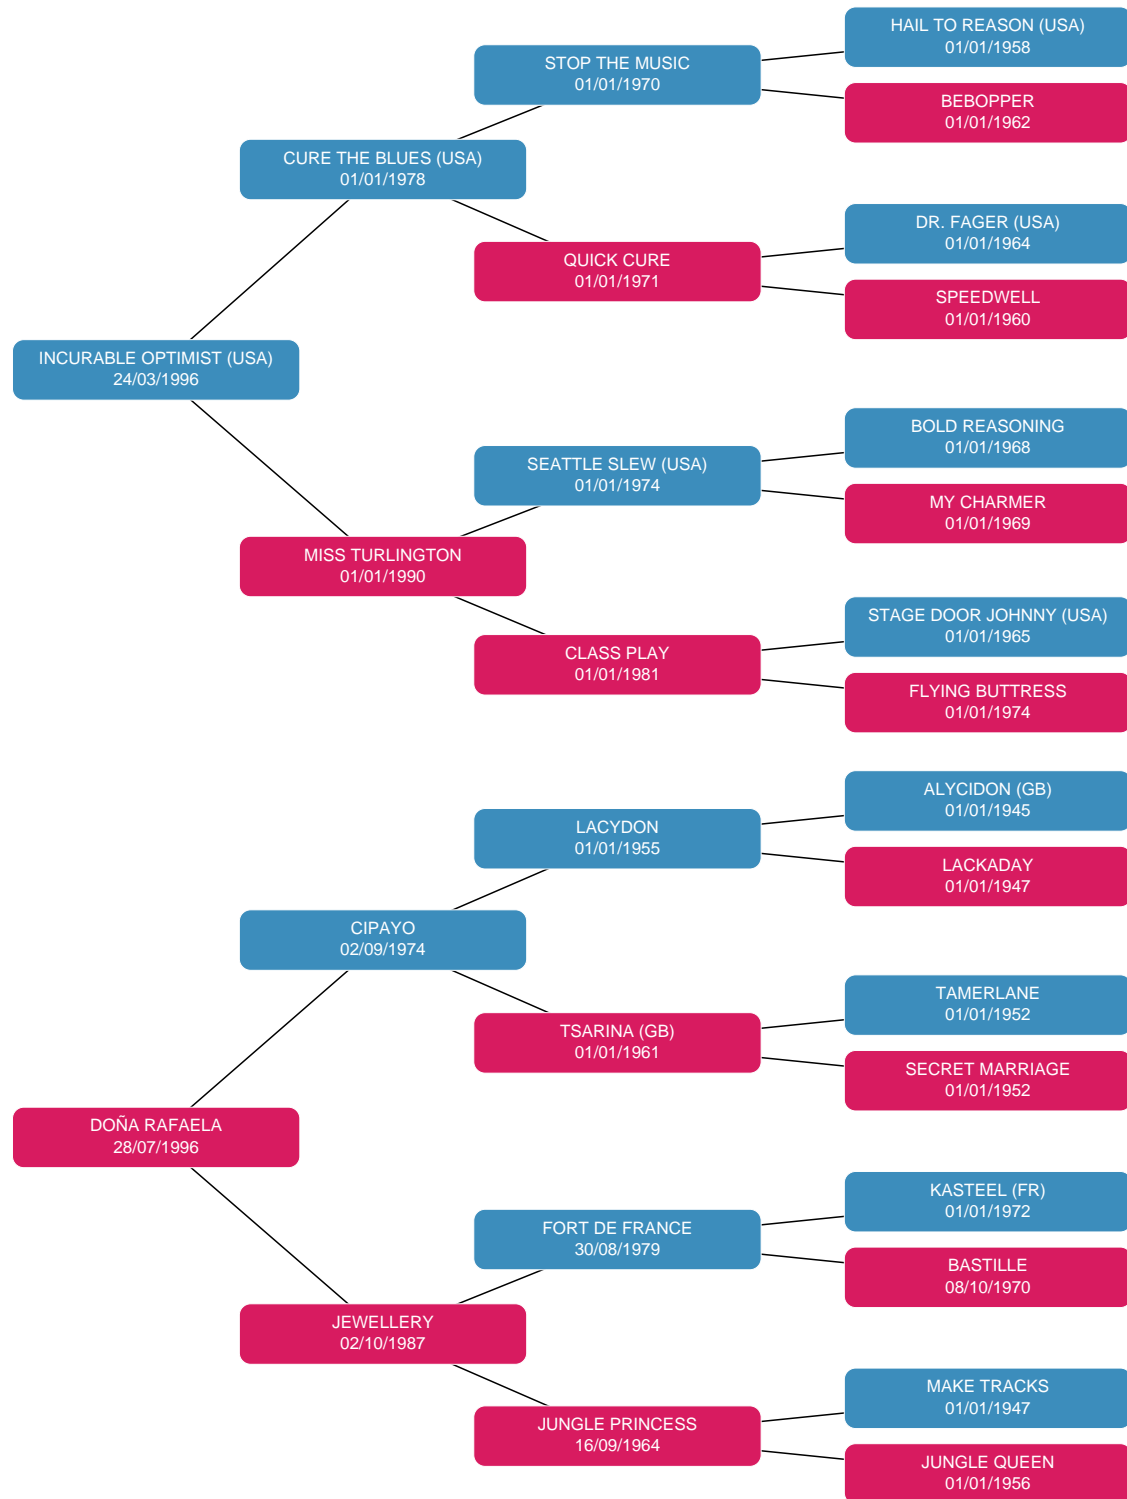 HAIL TO REASON (USA)
01/01/1958
STOP THE MUSIC
01/01/1970
BEBOPPER
01/01/1962
CURE THE BLUES (USA)
01/01/1978
DR. FAGER (USA)
01/01/1964
QUICK CURE
01/01/1971
SPEEDWELL
01/01/1960
INCURABLE OPTIMIST (USA)
24/03/1996
BOLD REASONING
01/01/1968
SEATTLE SLEW (USA)
01/01/1974
MY CHARMER
01/01/1969
MISS TURLINGTON
01/01/1990
STAGE DOOR JOHNNY (USA)
01/01/1965
CLASS PLAY
01/01/1981
FLYING BUTTRESS
01/01/1974
ALYCIDON (GB)
01/01/1945
LACYDON
01/01/1955
LACKADAY
01/01/1947
CIPAYO
02/09/1974
TAMERLANE
01/01/1952
TSARINA (GB)
01/01/1961
SECRET MARRIAGE
01/01/1952
DOÑA RAFAELA
28/07/1996
KASTEEL (FR)
01/01/1972
FORT DE FRANCE
30/08/1979
BASTILLE
08/10/1970
JEWELLERY
02/10/1987
MAKE TRACKS
01/01/1947
JUNGLE PRINCESS
16/09/1964
JUNGLE QUEEN
01/01/1956